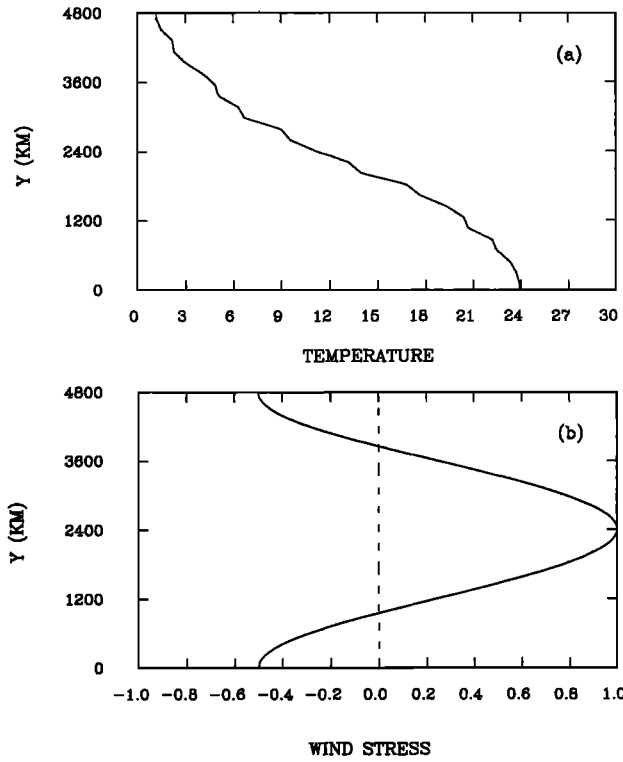 4800
(a)
3600
Y (KM)
2400
1200
0
0 3 6 9 12 15 18 21 24 27 30
TEMPERATURE
4800
(b)
3600
Y (KM)
2400
1200
0
-1.0 -0.8 -0.6 -0.4 -0.2 0.0 0.2 0.4 0.6 0.8 1.0
WIND STRESS